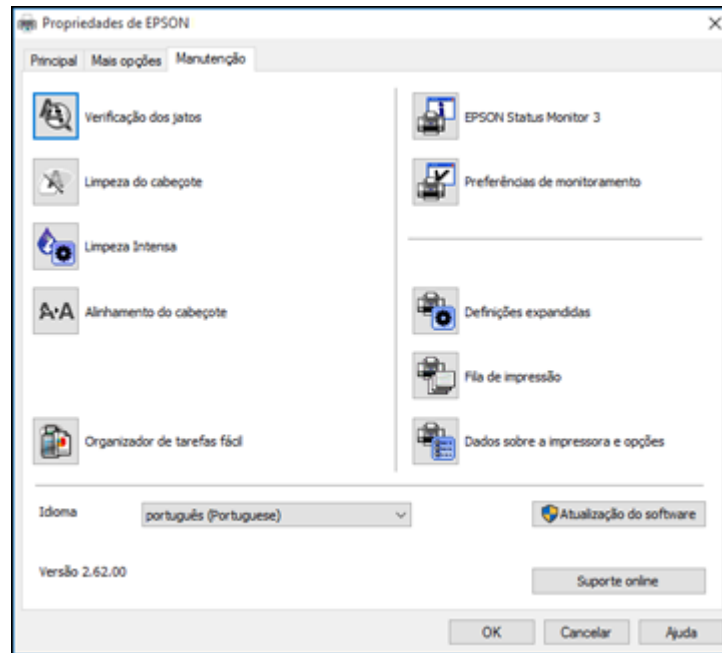 Propriedades de EPSON
Principal
Mais opções
Manutenção
Verificação dos jatos
Limpeza do cabeçote
Limpeza Intensa
Alinhamento do cabeçote
Organizador de tarefas fácil
EPSON Status Monitor 3
Preferências de monitoramento
Definições expandidas
Fila de impressão
Dados sobre a impressora e opções
Idioma
português (Portuguese)
Atualização do software
Versão 2.62.00
Suporte online
OK
Cancelar
Ajuda